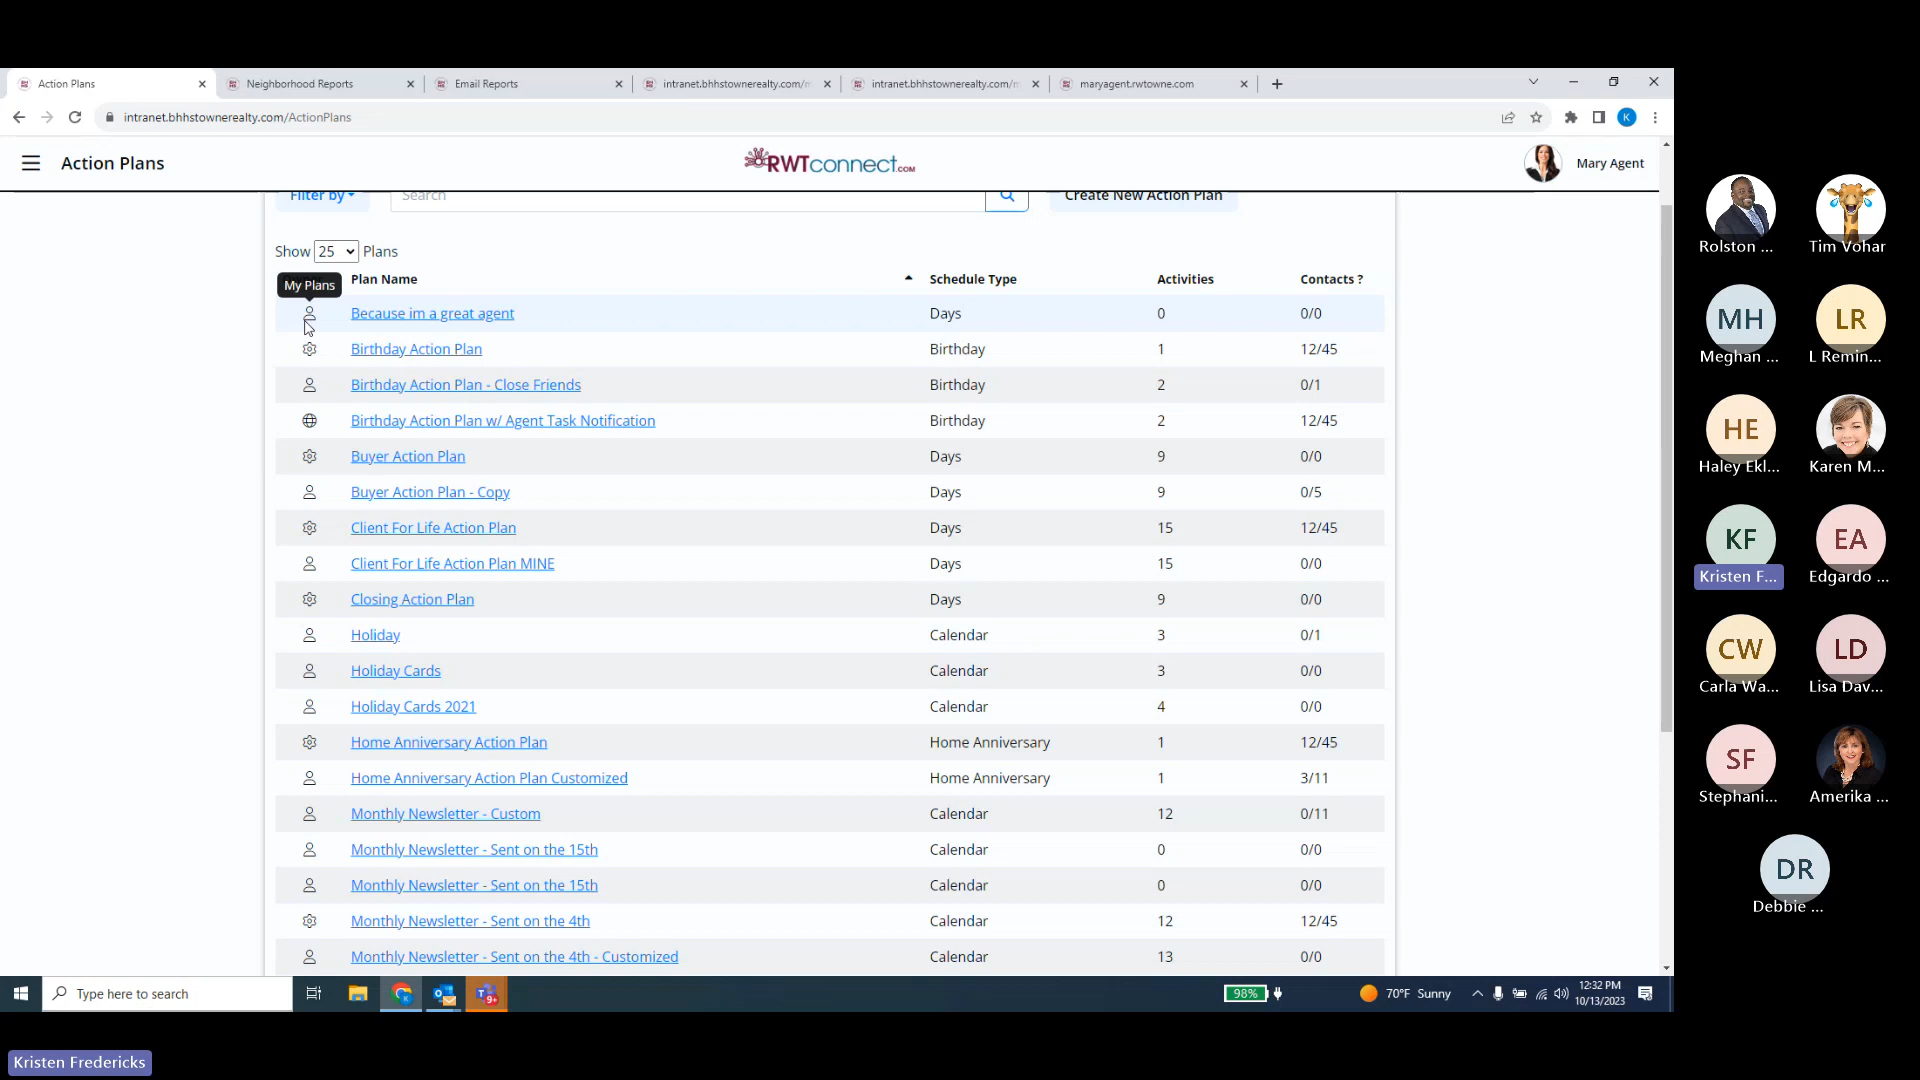 Action Plans
Neighborhood Reports
Email Reports
intranet.bhhstownerealty.com/m
intranet.bhhstownerealty.com/m
maryagent.rwtowne.com
intranet.bhhstownerealty.com/ActionPlans
K
Action Plans
RWTconnect.COM
Mary Agent
Filter by
Search
Create New Action Plan
Show 25 Plans
My Plans
Plan Name Schedule Type Activities Contacts ?
Because im a great agent Days 0 0/0
Birthday Action Plan Birthday 1 12/45
Birthday Action Plan - Close Friends Birthday 2 0/1
Birthday Action Plan w/ Agent Task Notification Birthday 2 12/45
Buyer Action Plan Days 9 0/0
Buyer Action Plan - Copy Days 9 0/5
Client For Life Action Plan Days 15 12/45
Client For Life Action Plan MINE Days 15 0/0
Closing Action Plan Days 9 0/0
Holiday Calendar 3 0/1
Holiday Cards Calendar 3 0/0
Holiday Cards 2021 Calendar 4 0/0
Home Anniversary Action Plan Home Anniversary 1 12/45
Home Anniversary Action Plan Customized Home Anniversary 1 3/11
Monthly Newsletter - Custom Calendar 12 0/11
Monthly Newsletter - Sent on the 15th Calendar 0 0/0
Monthly Newsletter - Sent on the 15th Calendar 0 0/0
Monthly Newsletter - Sent on the 4th Calendar 12 12/45
Monthly Newsletter - Sent on the 4th - Customized Calendar 13 0/0
Type here to search
9+
98%
70°F Sunny
12:32 PM
10/13/2023
Rolston ...
Tim Vohar
MH
Meghan ...
LR
L Remin...
HE
Haley Ekl...
Karen M...
KF
Kristen F...
EA
Edgardo ...
CW
Carla Wa...
LD
Lisa Dav...
SF
Stephani...
Amerika ...
DR
Debbie ...
Kristen Fredericks